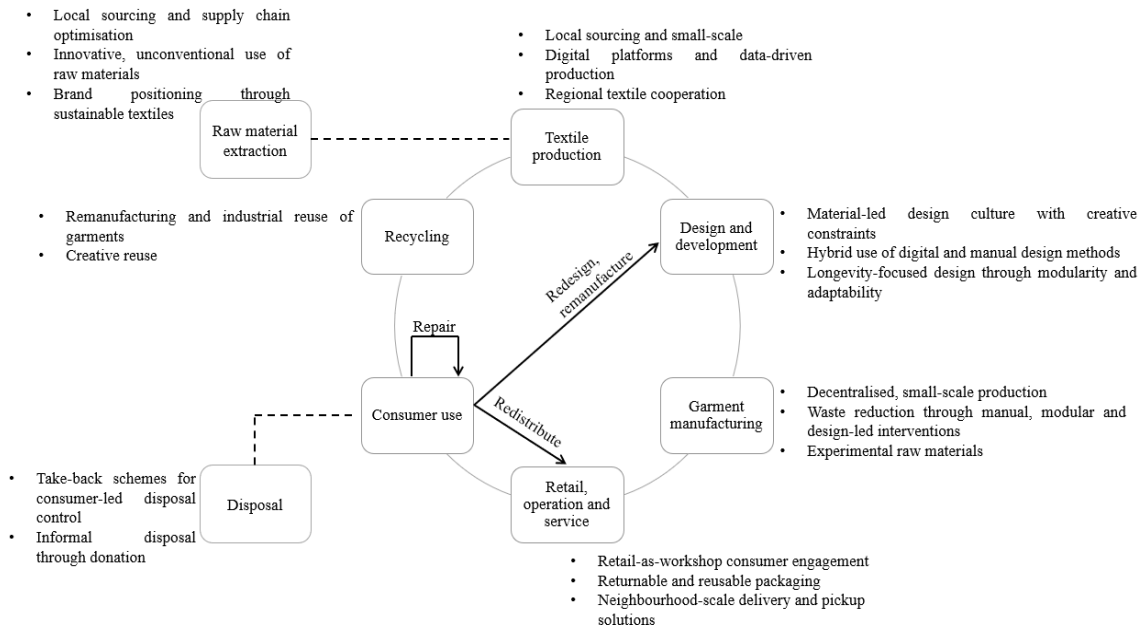 • Local sourcing and supply chain
optimisation
• Innovative, unconventional use of
raw materials
• Brand positioning through
sustainable textiles
Raw material
extraction
• Local sourcing and small-scale
• Digital platforms and data-driven
production
• Regional textile cooperation
Textile
production
• Remanufacturing and industrial reuse of
garments
• Creative reuse
Recycling
Design and
development
• Material-led design culture with creative
constraints
• Hybrid use of digital and manual design methods
• Longevity-focused design through modularity and
adaptability
Redesign,
remanufacture
Repair
Consumer use
Redistribute
Garment
manufacturing
• Decentralised, small-scale production
• Waste reduction through manual, modular and
design-led interventions
• Experimental raw materials
• Take-back schemes for
consumer-led disposal
control
• Informal disposal
through donation
Disposal
Retail,
operation and
service
• Retail-as-workshop consumer engagement
• Returnable and reusable packaging
• Neighbourhood-scale delivery and pickup
solutions